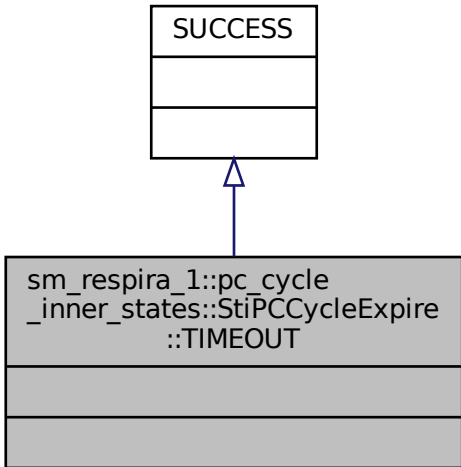 SUCCESS
sm_respira_1::pc_cycle
_inner_states::StiPCCycleExpire
::TIMEOUT